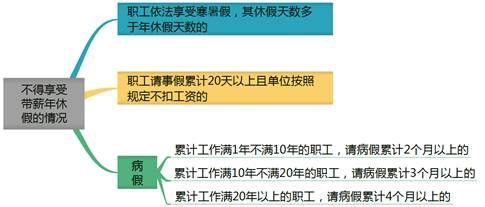 职工依法享受寒暑假，其休假天数多
于年休假天数的
不得享受
带薪年休
假的情况
职工请事假累计20天以上且单位按照
规定不扣工资的
病
假
累计工作满1年不满10年的职工，请病假累计2个月以上的
累计工作满10年不满20年的职工，请病假累计3个月以上的
累计工作满20年以上的职工，请病假累计4个月以上的